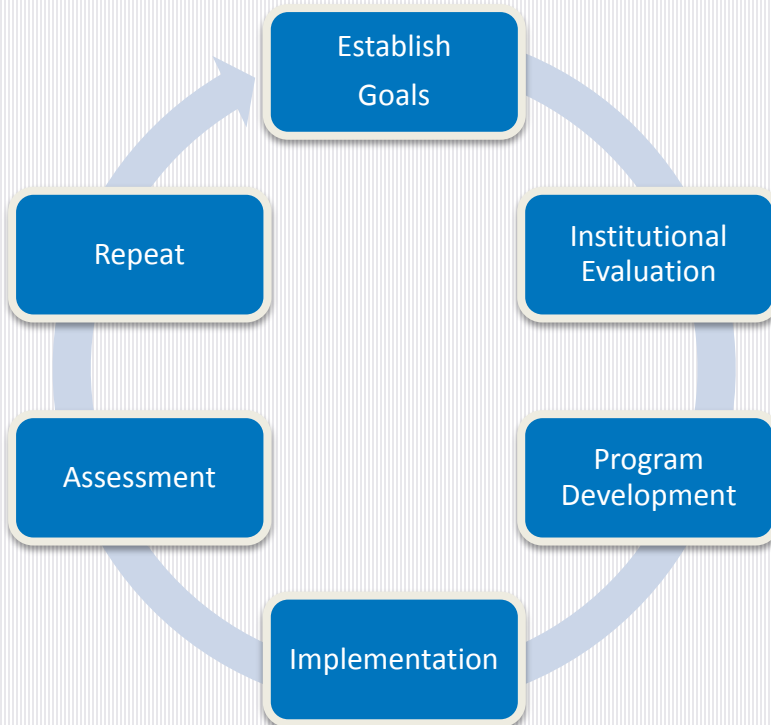 Establish
Goals
Institutional
Evaluation
Program
Development
Implementation
Assessment
Repeat